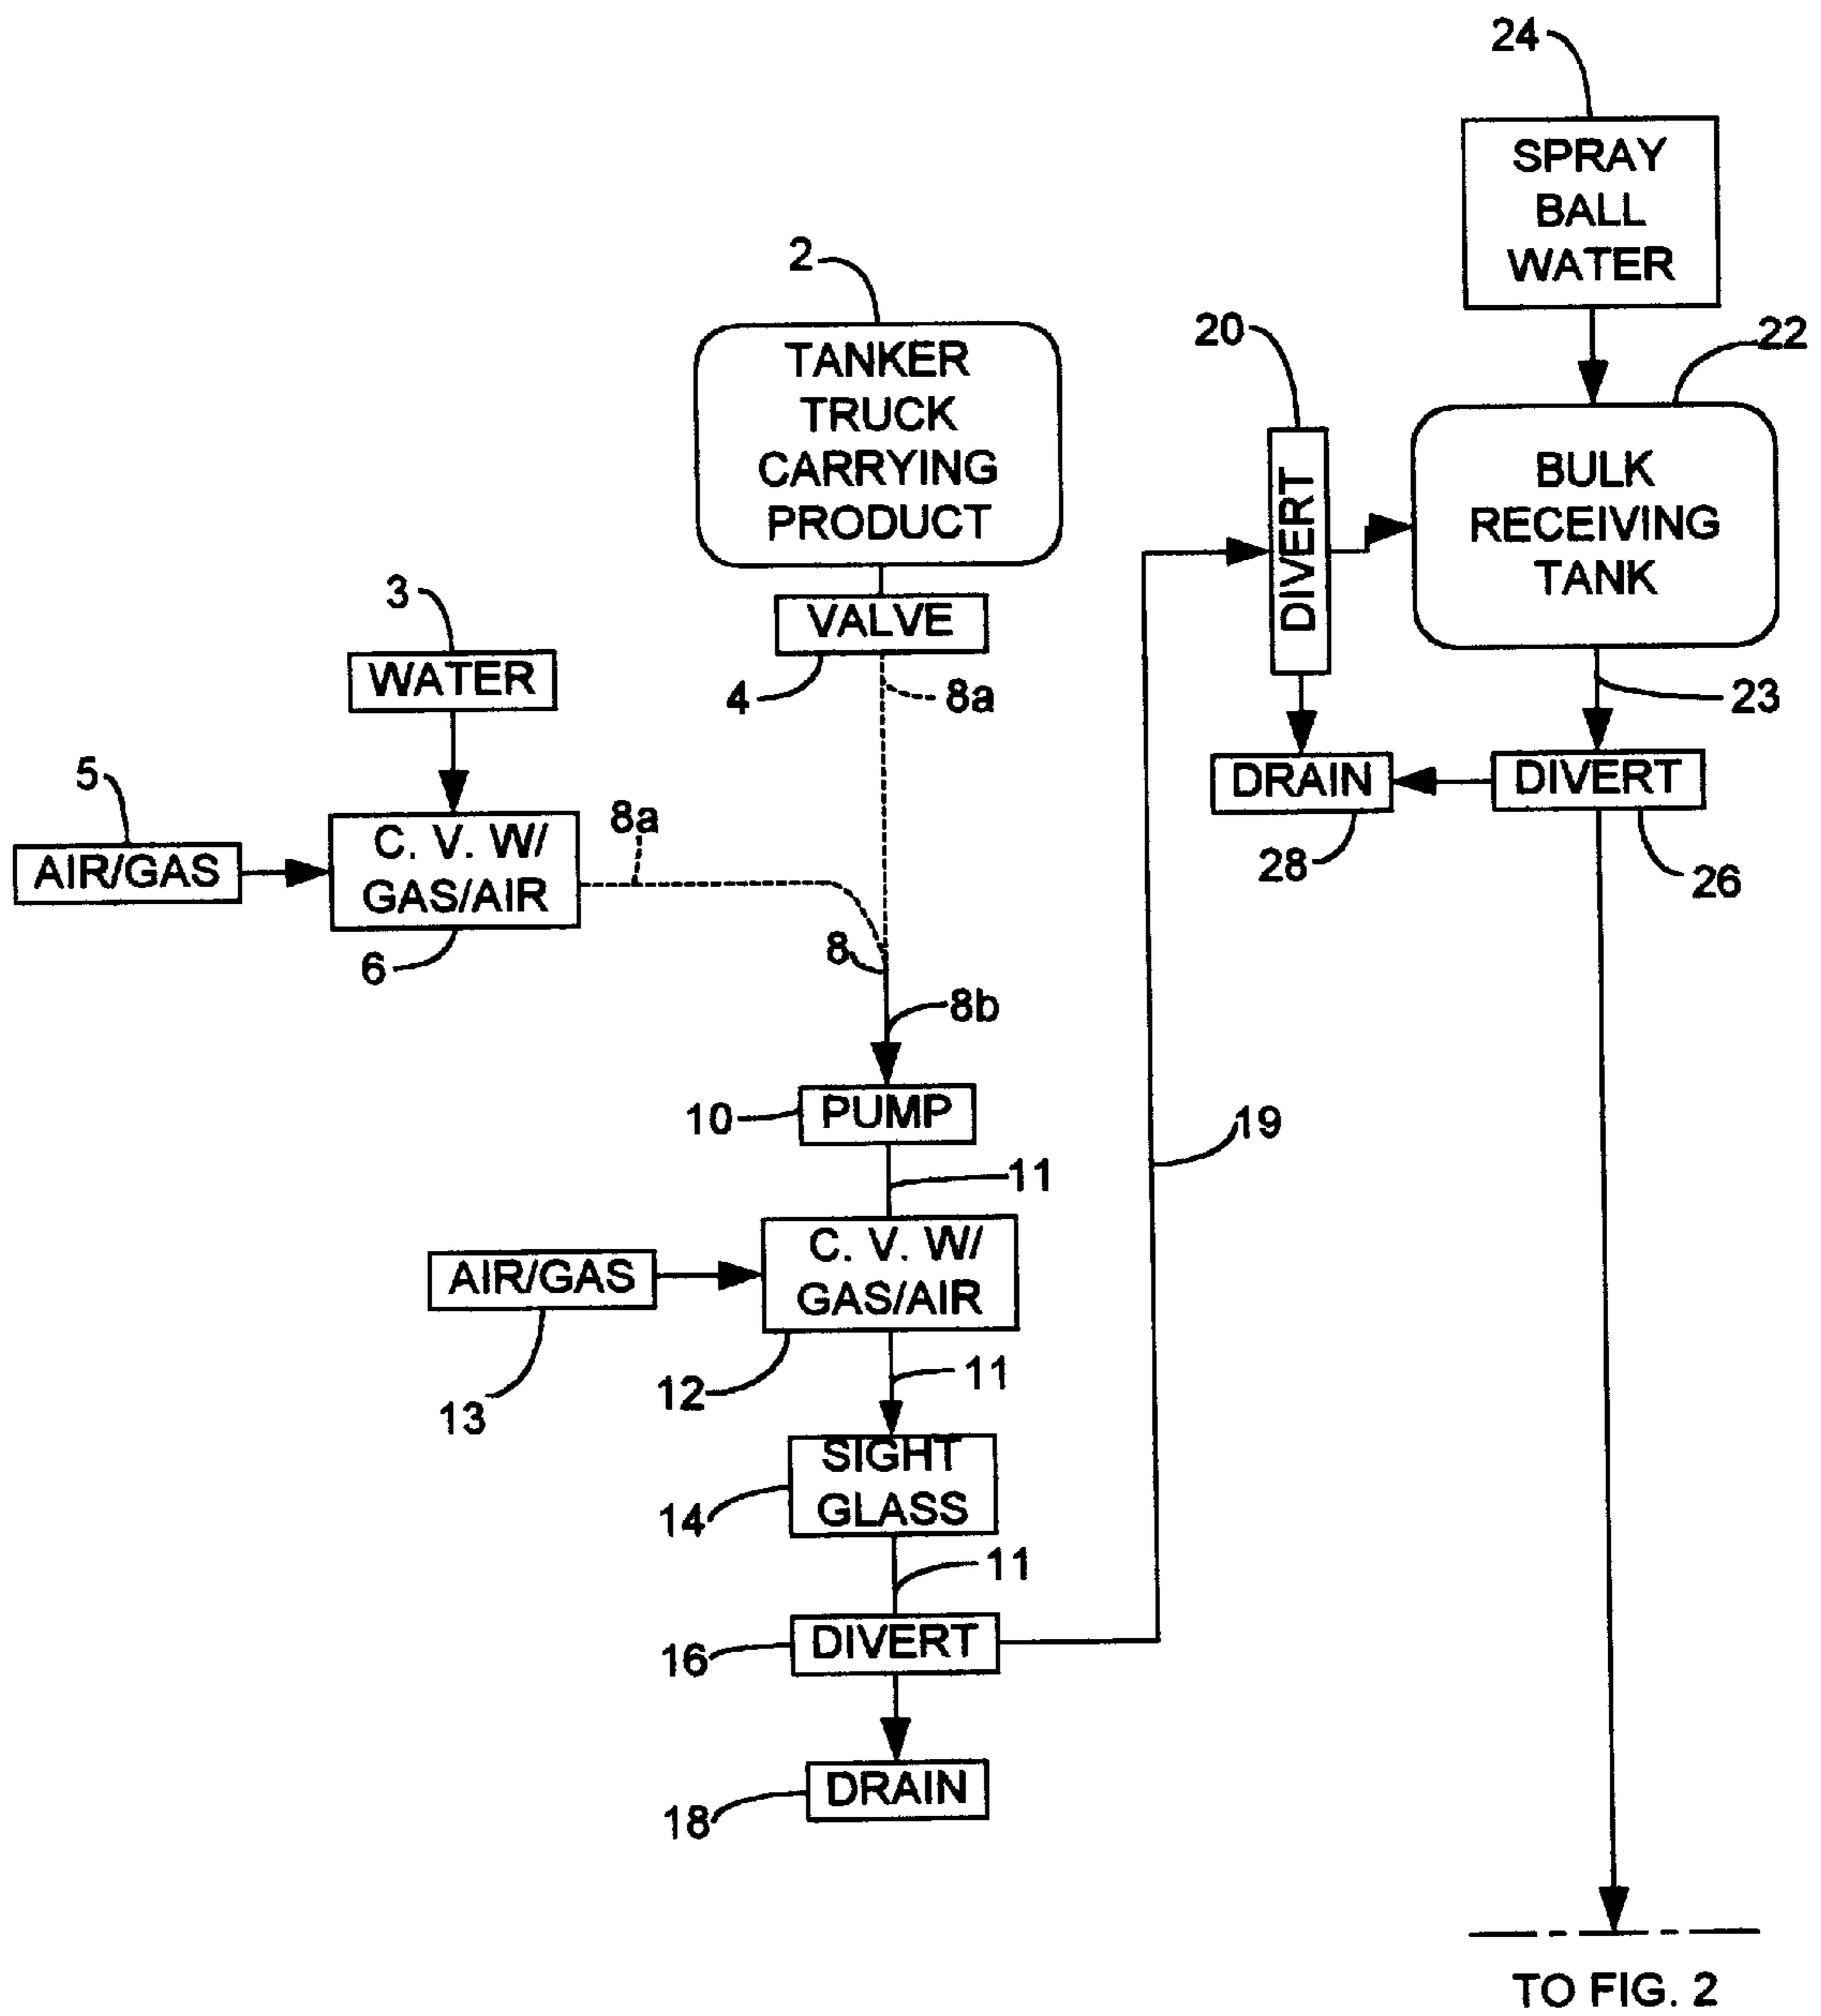 24
SPRAY
BALL
WATER
2
TANKER
TRUCK
CARRYING
PRODUCT
20
22
DIVERT
BULK
RECEIVING
TANK
3
WATER
VALVE
4
8a
23
5
AIR/GAS
C. V. W/
GAS/AIR
6
8a
DRAIN
28
DIVERT
26
8
8b
10
PUMP
11
19
AIR/GAS
13
C. V. W/
GAS/AIR
12
11
SIGHT
GLASS
14
11
16
DIVERT
18
DRAIN
TO FIG. 2